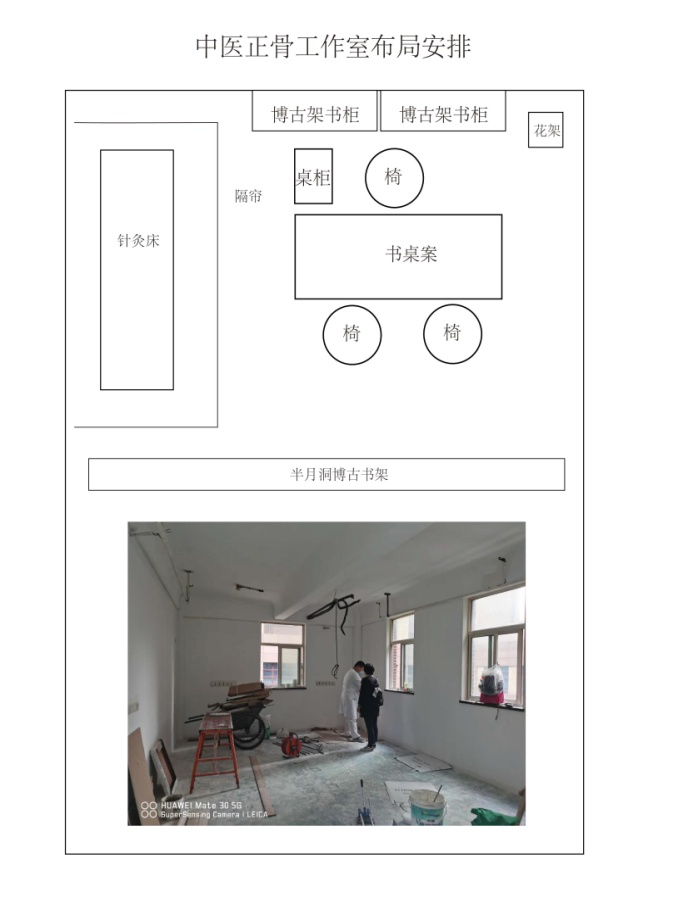 中医正骨工作室布局安排
博古架书柜
博古架书柜
花架
桌柜
椅
隔帘
针灸床
书桌案
椅
椅
半月洞博古书架
HUAWEI Mate 30 5G
SuperSensing Camera | LEICA